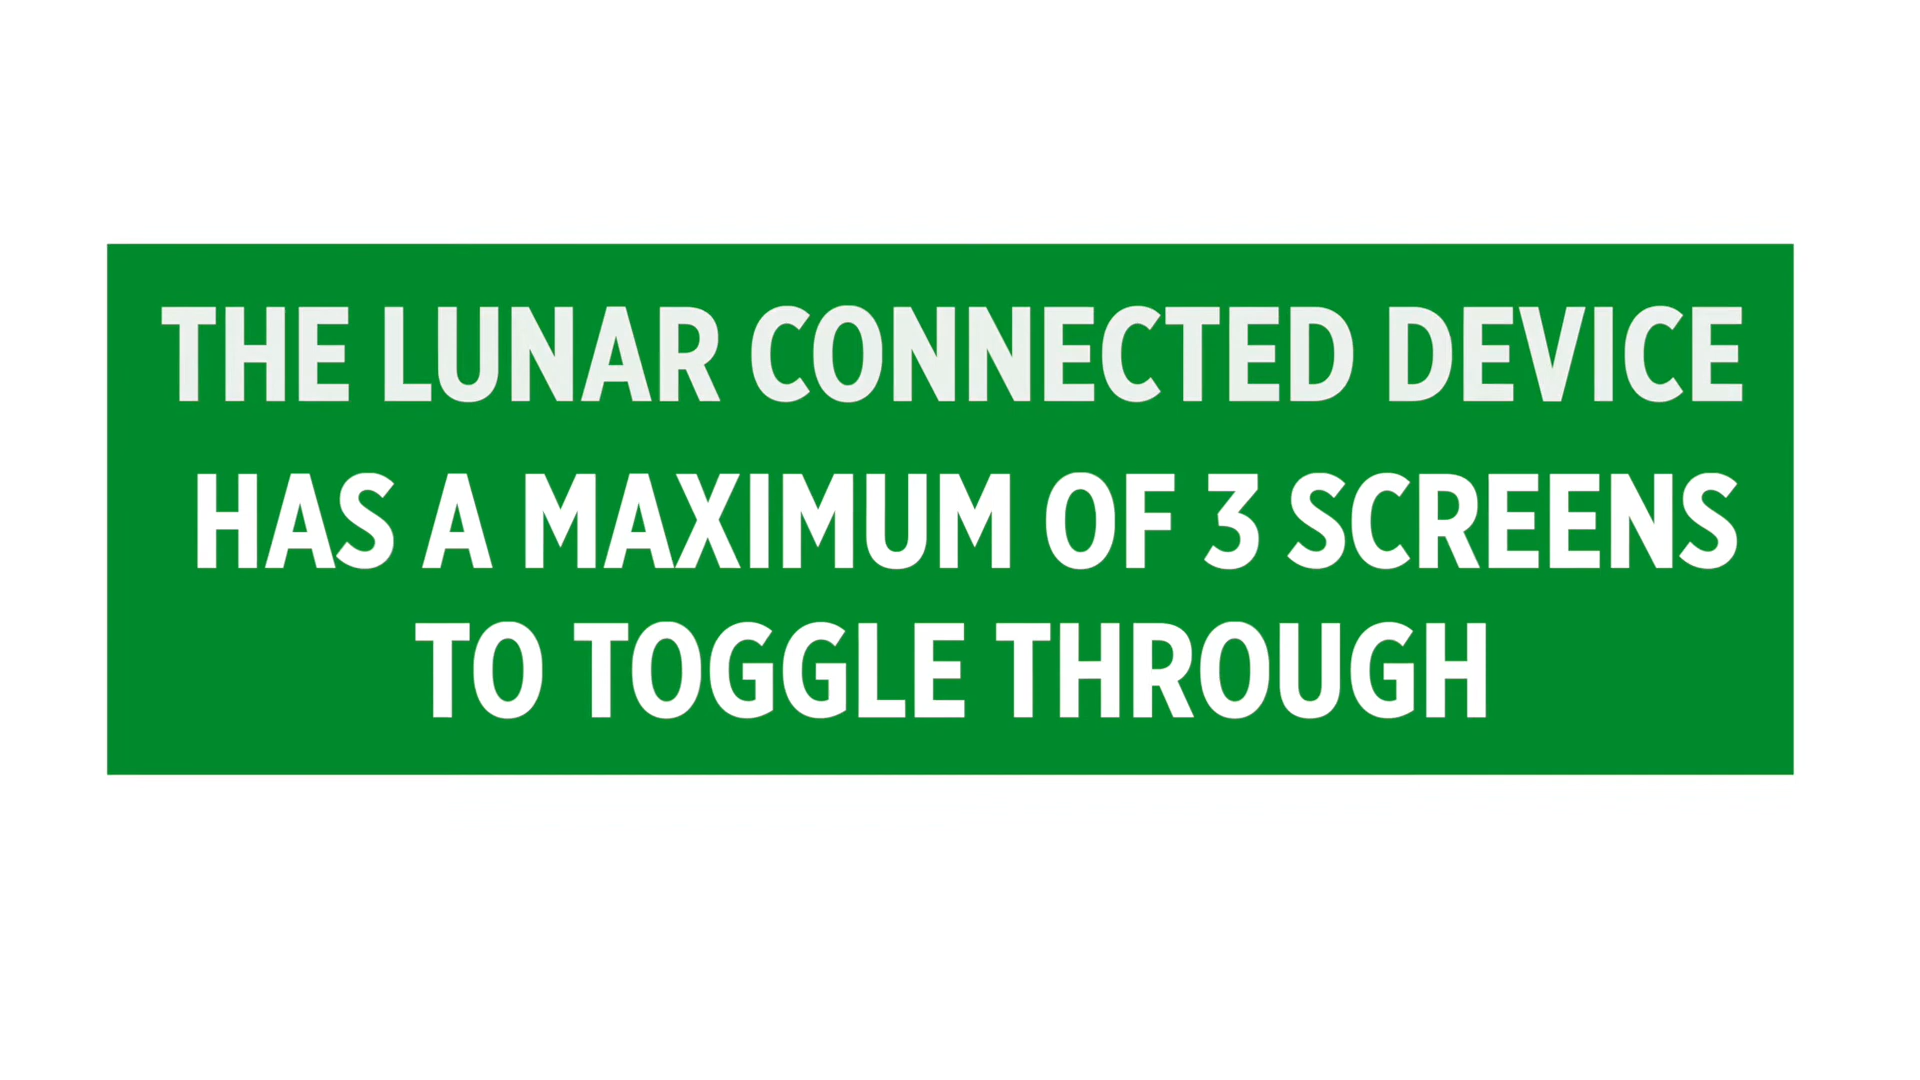 THE LUNAR CONNECTED DEVICE
HAS A MAXIMUM OF 3 SCREENS
TO TOGGLE THROUGH